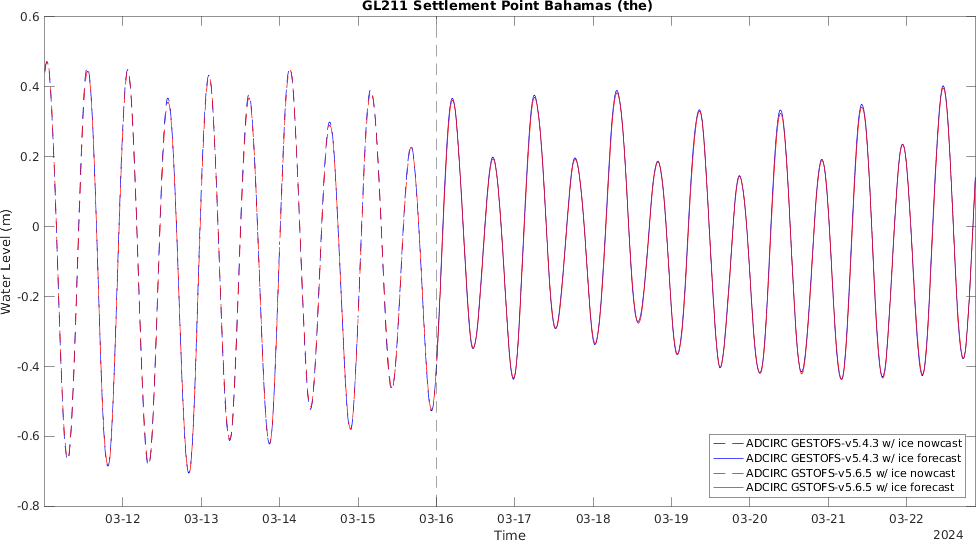 GL211 Settlement Point Bahamas (the)
0.6
0.4
0.2
0
-0.2
-0.4
-0.6
-0.8
Water Level (m)
ADCIRC GESTOFS-v5.4.3 w/ ice nowcast
ADCIRC GESTOFS-v5.4.3 w/ ice forecast
ADCIRC GSTOFS-v5.6.5 w/ ice nowcast
ADCIRC GSTOFS-v5.6.5 w/ ice forecast
03-12 03-13 03-14 03-15 03-16 03-17 03-18 03-19 03-20 03-21 03-22
Time
2024